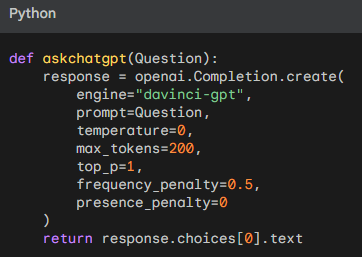 Python
def askchatgpt(Question):
    response = openai.Completion.create(
        engine="davinci-gpt",
        prompt=Question,
        temperature=0,
        max_tokens=200,
        top_p=1,
        frequency_penalty=0.5,
        presence_penalty=0
    )
    return response.choices[0].text